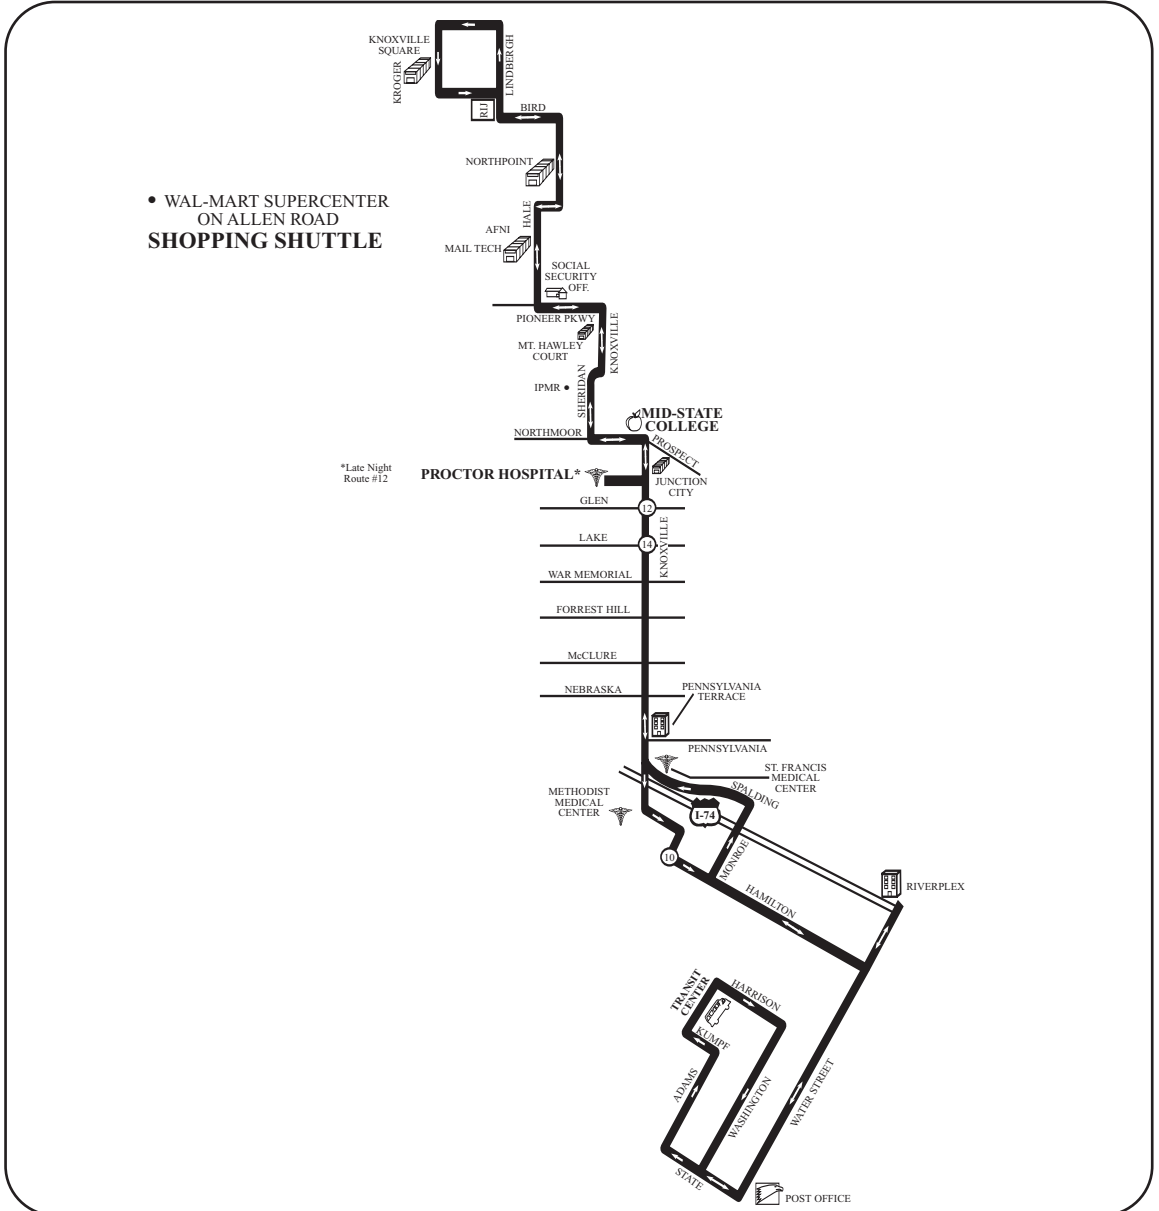 KNOXVILLE
SQUARE
KROGER
LINDBERGH
RIJ
BIRD
NORTHPOINT
• WAL-MART SUPERCENTER
ON ALLEN ROAD
SHOPPING SHUTTLE
HALE
AFNI
MAIL TECH
SOCIAL
SECURITY
OFF.
PIONEER PKWY
MT. HAWLEY
COURT
KNOXVILLE
SHERIDAN
IPMR •
MID-STATE
COLLEGE
NORTHMOOR
PROSPECT
*Late Night
Route #12
PROCTOR HOSPITAL*
JUNCTION
CITY
GLEN
12
LAKE
14
KNOXVILLE
WAR MEMORIAL
FORREST HILL
McCLURE
NEBRASKA
PENNSYLVANIA
TERRACE
PENNSYLVANIA
ST. FRANCIS
MEDICAL
CENTER
METHODIST
MEDICAL
CENTER
SPALDING
I-74
MONROE
10
HAMILTON
RIVERPLEX
TRANSIT
CENTER
HARRISON
KUMPF
ADAMS
WASHINGTON
WATER STREET
STATE
POST OFFICE